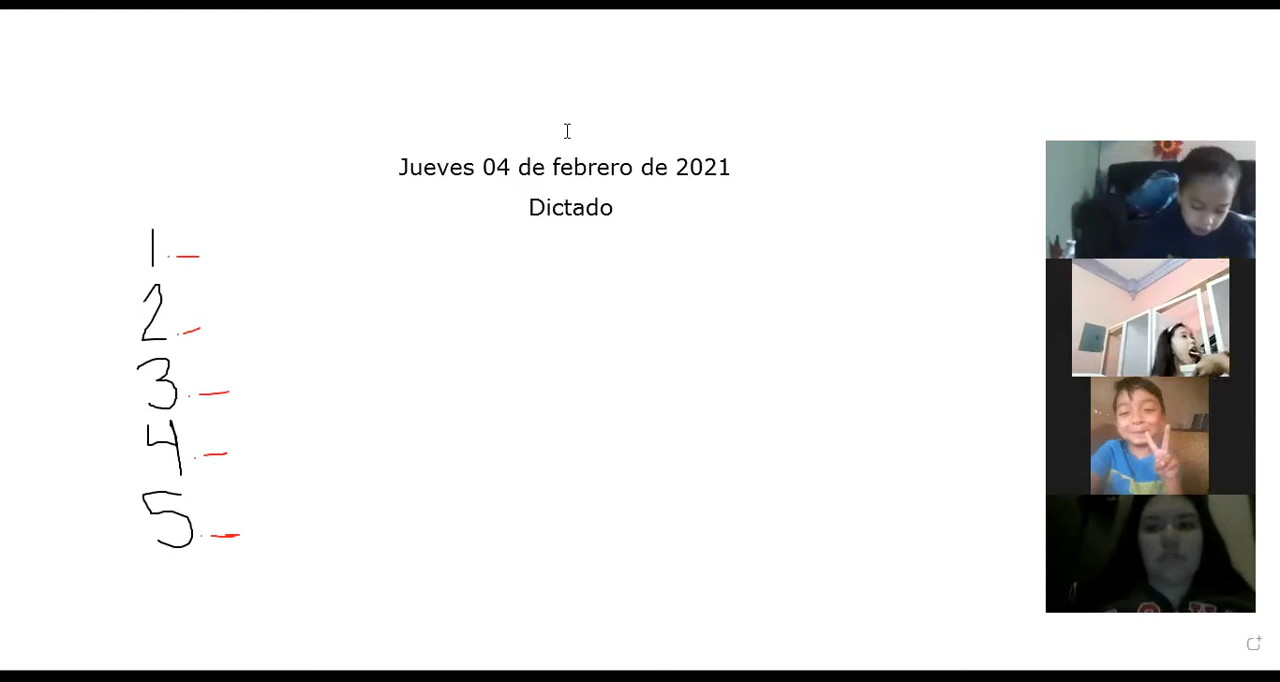 Jueves 04 de febrero de 2021
Dictado
1.-
2.-
3.-
4.-
5.-